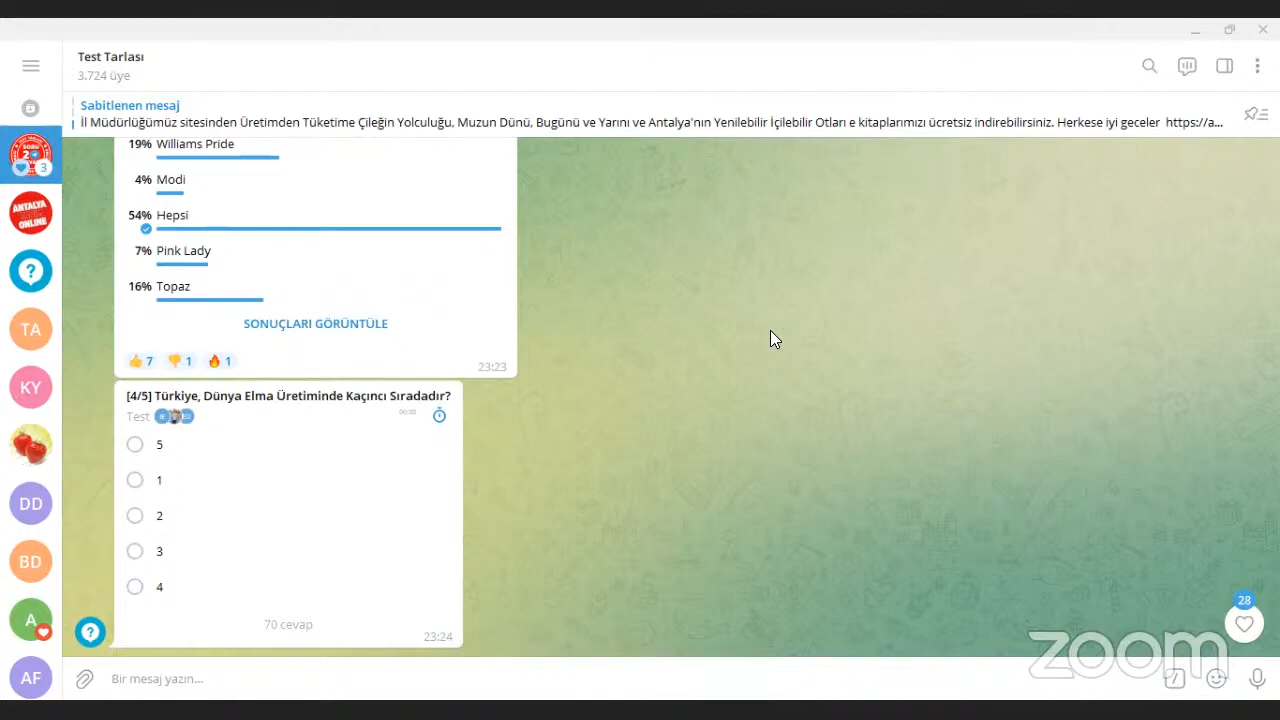 Test Tarlası
3.724 üye
Sabitlenen mesaj
İl Müdürlüğümüz sitesinden Üretimden Tüketime Çileğin Yolculuğu, Muzun Dünü, Bugünü ve Yarını ve Antalya'nın Yenilebilir İçilebilir Otları e kitaplarımızı ücretsiz indirebilirsiniz. Herkese iyi geceler https://a...
SORU
3
ANTALYA
ONLINE
?
TA
KY
DD
BD
A
AF
19% Williams Pride
4% Modi
54% Hepsi
7% Pink Lady
16% Topaz
SONUÇLARI GÖRÜNTÜLE
7 1 1
23:23
[4/5] Türkiye, Dünya Elma Üretiminde Kaçıncı Sıradadır?
Test
5
1
2
3
4
70 cevap
23:24
?
28
zoom
Bir mesaj yazın...